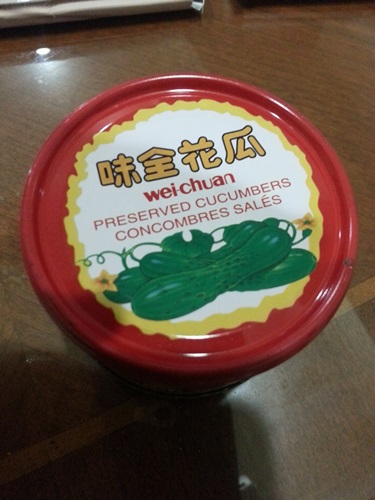 味全花瓜
wei-chuan
PRESERVED CUCUMBERS
CONCOMBRES SALÉS